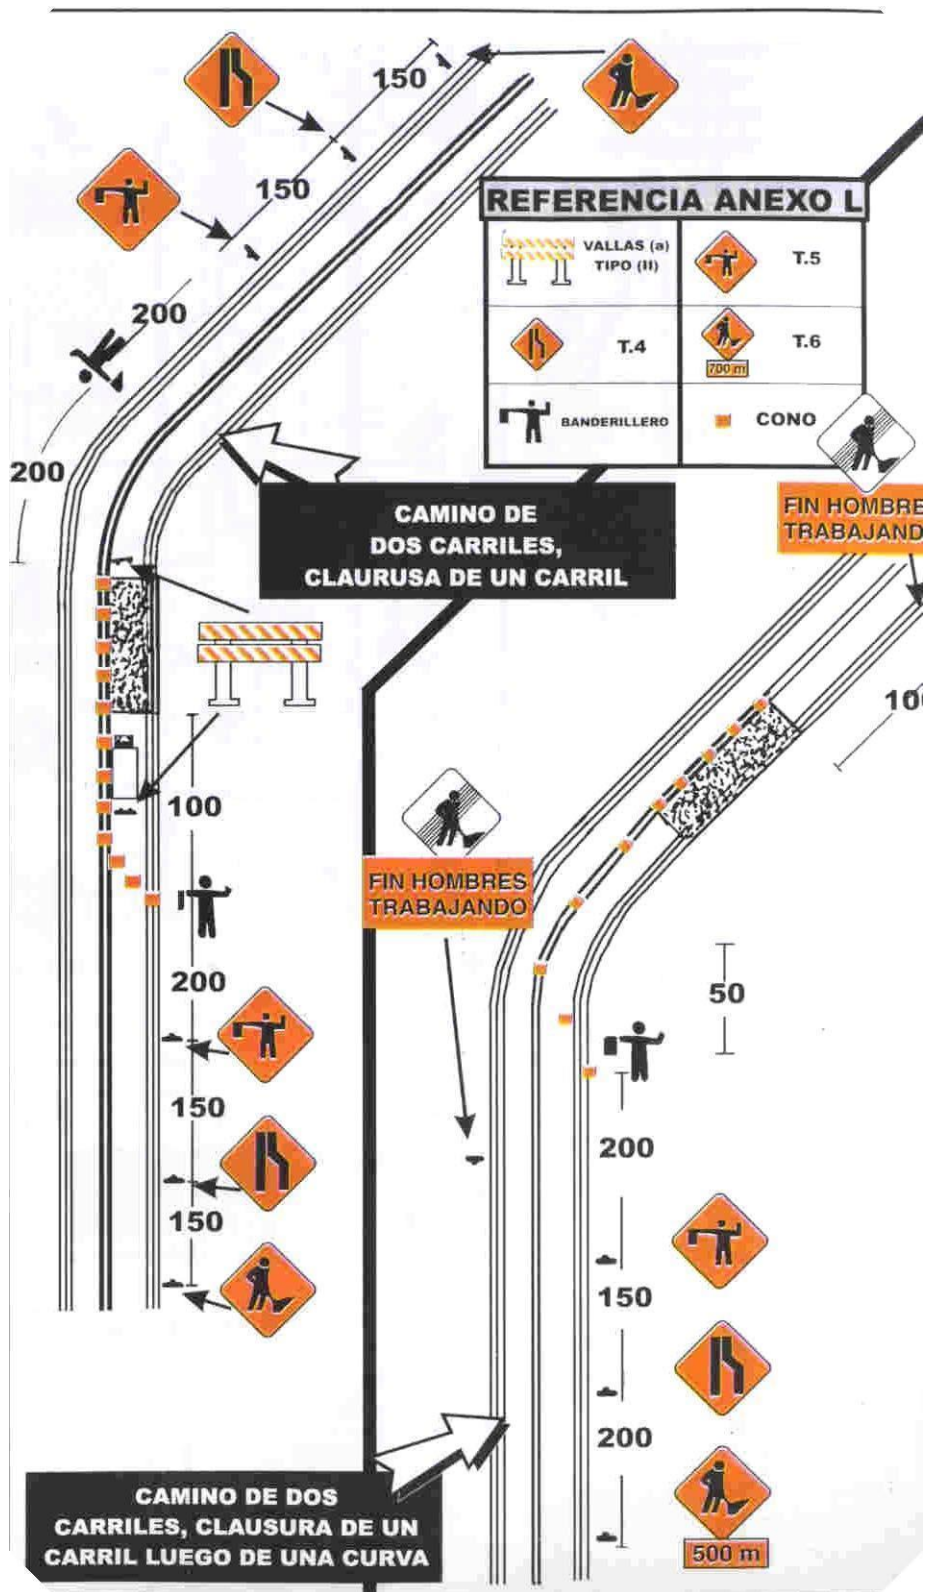 150
150
REFERENCIA ANEXO L
VALLAS (a)
TIPO (II)
T.5
T.4
T.6
700 m
BANDERILLERO
CONO
200
200
CAMINO DE
DOS CARRILES,
CLAURUSA DE UN CARRIL
FIN HOMBRE
TRABAJAND
100
200
150
150
10
FIN HOMBRES
TRABAJANDO
50
200
150
200
500 m
CAMINO DE DOS
CARRILES, CLAUSURA DE UN
CARRIL LUEGO DE UNA CURVA